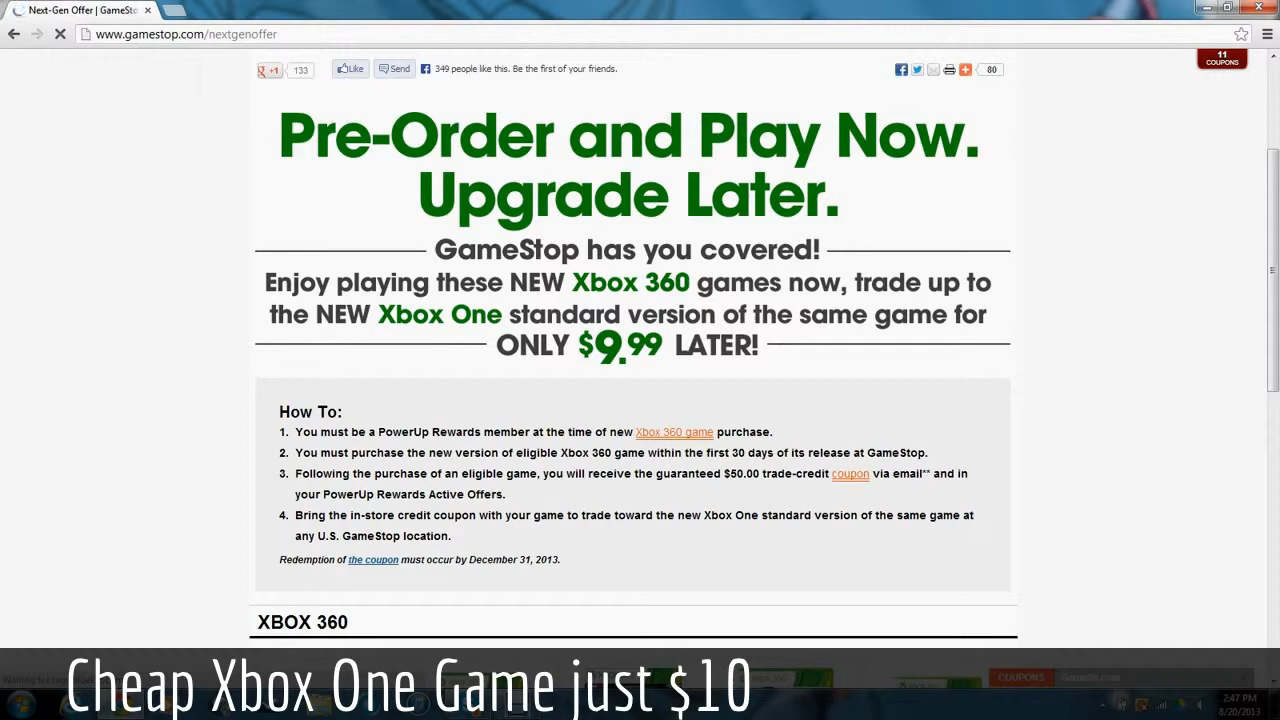 Next-Gen Offer | GameSto
www.gamestop.com/nextgenoffer
+1 133 Like Send 349 people like this. Be the first of your friends. 80
11
COUPONS
Pre-Order and Play Now.
Upgrade Later.
GameStop has you covered!
Enjoy playing these NEW Xbox 360 games now, trade up to
the NEW Xbox One standard version of the same game for
ONLY $9.99 LATER!
How To:
1. You must be a PowerUp Rewards member at the time of new Xbox 360 game purchase.
2. You must purchase the new version of eligible Xbox 360 game within the first 30 days of its release at GameStop.
3. Following the purchase of an eligible game, you will receive the guaranteed $50.00 trade-credit coupon via email** and in
your PowerUp Rewards Active Offers.
4. Bring the in-store credit coupon with your game to trade toward the new Xbox One standard version of the same game at
any U.S. GameStop location.
Redemption of the coupon must occur by December 31, 2013.
XBOX 360
COUPONS
Cheap Xbox One Game just $10
2:47 PM
8/20/2013